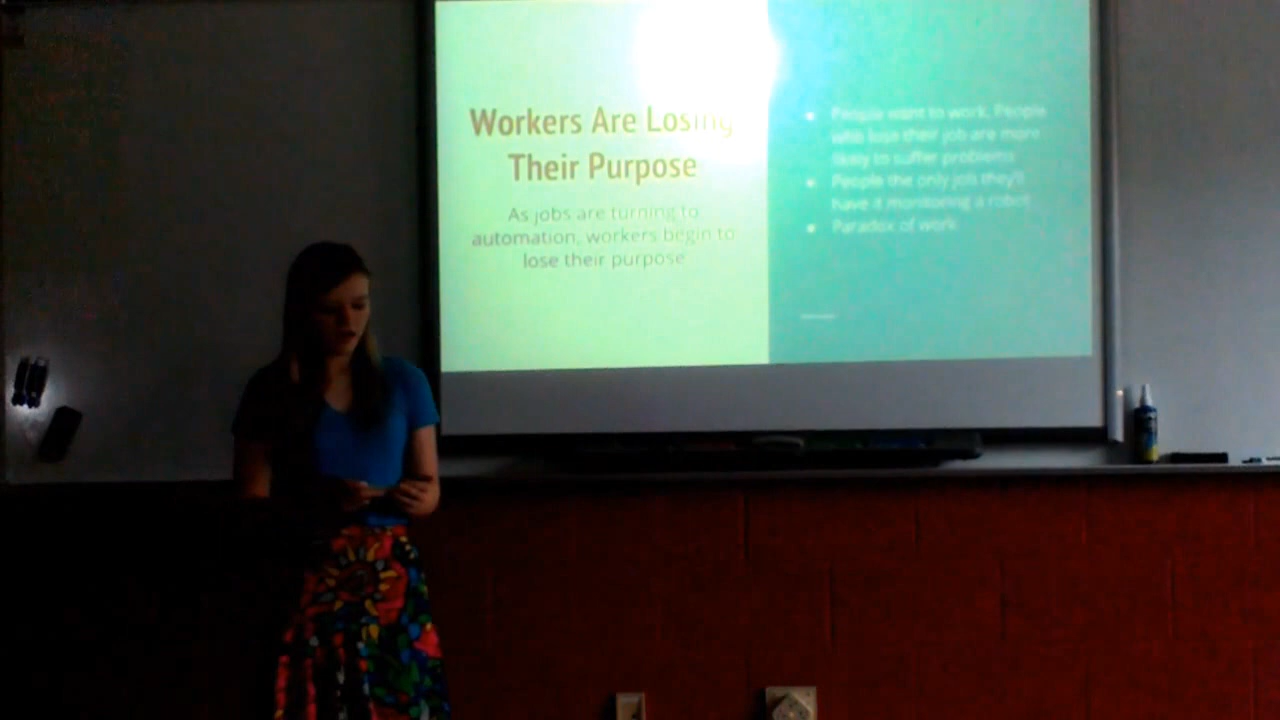 Workers Are Losing
Their Purpose
As jobs are turning to
automation, workers begin to
lose their purpose
People want to work. People
who lose their job are more
likely to suffer problems
People the only job they'll
have if monitoring a robot
Paradox of work